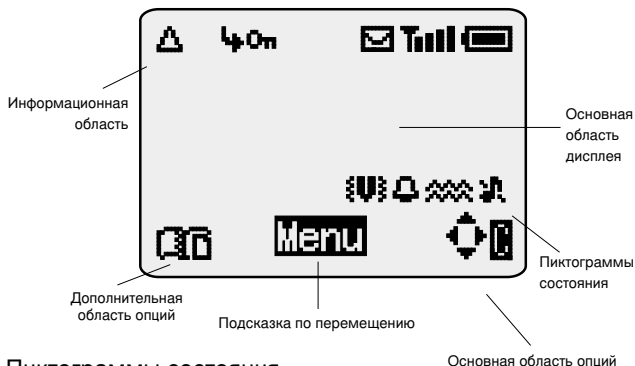 On
Информационная
область
Основная
область
дисплея
Menu
C
Пиктограммы
состояния
Дополнительная
область опций
Подсказка по перемещению
Основная область опций
Пиктограммы состояния